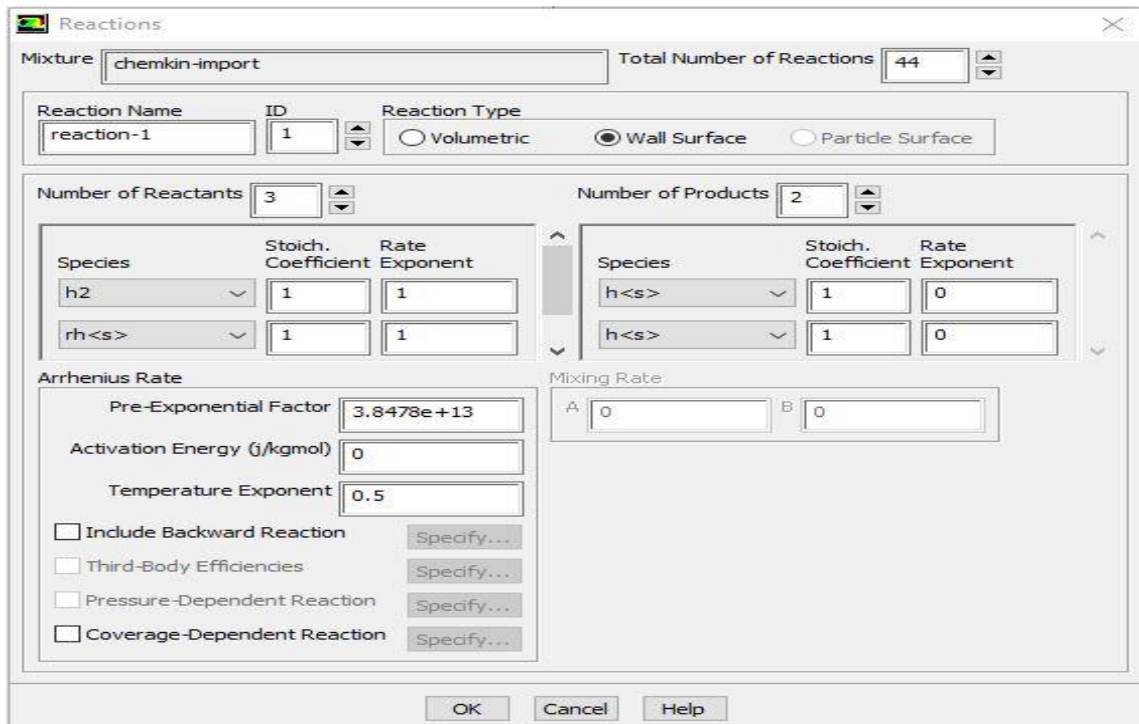 Reactions
Mixture chemkin-import Total Number of Reactions 44
Reaction Name ID Reaction Type
reaction-1 1 Volumetric Wall Surface Particle Surface
Number of Reactants 3 Number of Products 2
Stoich. Rate Stoich. Rate
Species Coefficient Exponent Species Coefficient Exponent
h2 1 1 h<s> 1 0
rh<s> 1 1 h<s> 1 0
Arrhenius Rate Mixing Rate
Pre-Exponential Factor 3.8478e+13 A 0 B 0
Activation Energy (j/kgmol) 0
Temperature Exponent 0.5
Include Backward Reaction Specify...
Third-Body Efficiencies Specify...
Pressure-Dependent Reaction Specify...
Coverage-Dependent Reaction Specify...
OK Cancel Help